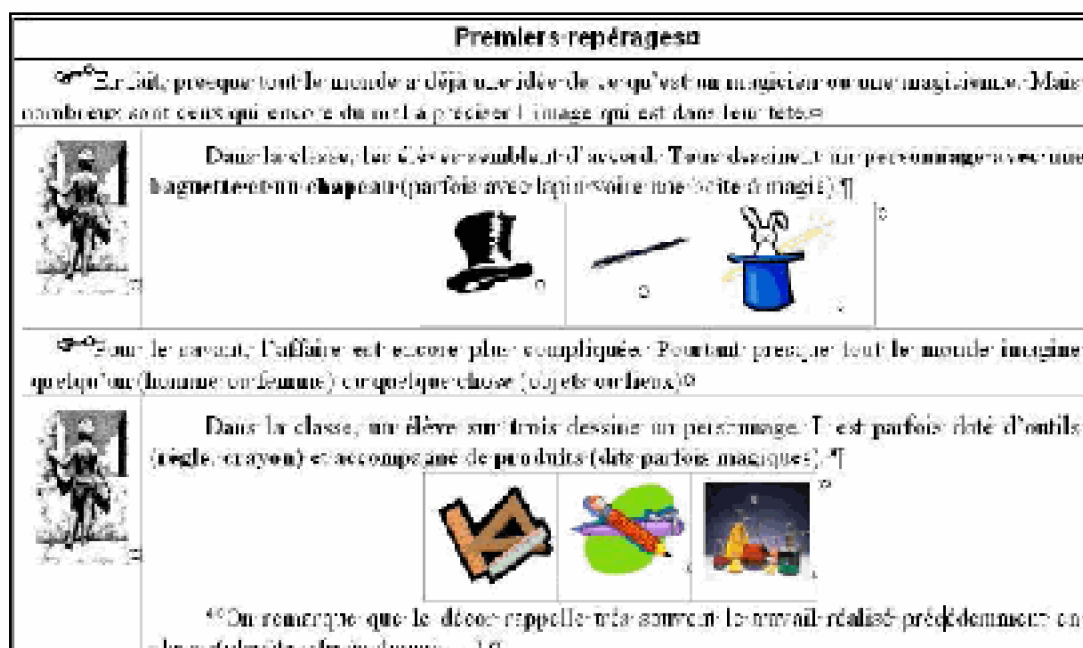 Premiers repérages
En fait, presque tout le monde a déjà une idée de ce qu'est un magicien ou une magicienne. Mais
nombreux sont ceux qui encore du mal à préciser l'image qui est dans leur tête.
Dans la classe, les élèves semblent d'accord. Tous dessinent un personnage avec une
baguette et un chapeau (parfois avec lapin voire une boîte à magie).
Pour le savant, l'affaire est encore plus compliquée. Pourtant presque tout le monde imagine
quelqu'un (homme ou femme) ou quelque chose (objets ou lieux)
Dans la classe, un élève sur trois dessine un personnage. Il est parfois doté d'outils
(règle, crayon) et accompagné de produits (dits parfois magiques).
On remarque que le décor rappelle très souvent le travail réalisé précédemment en